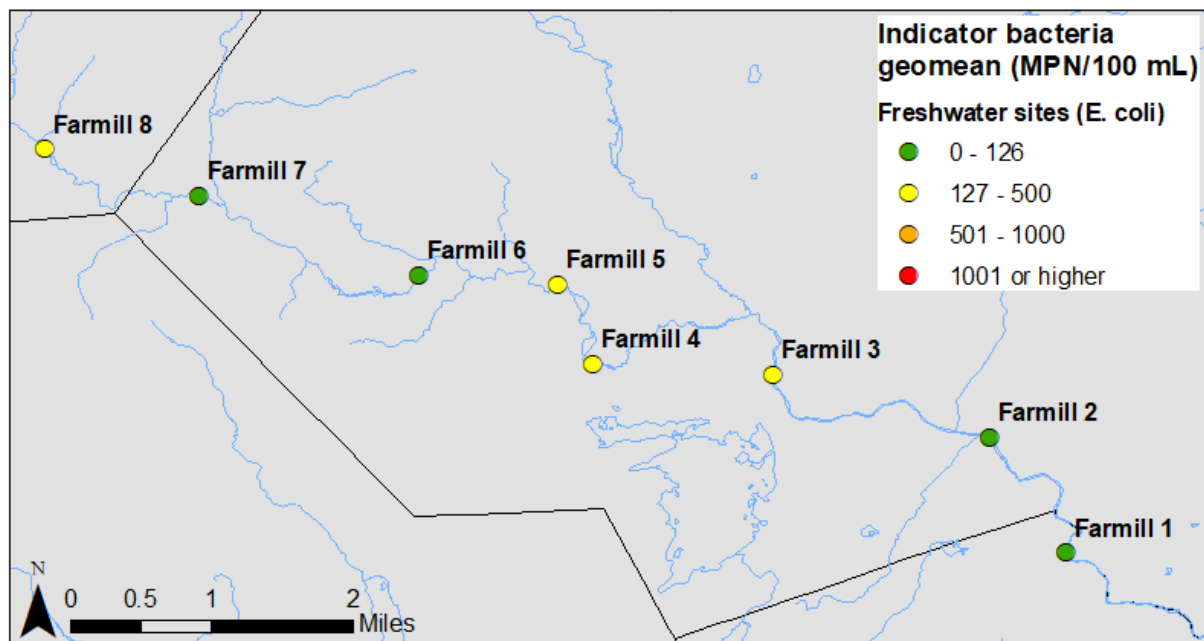 Indicator bacteria
geomean (MPN/100 mL)
Freshwater sites (E. coli)
0 - 126
127 - 500
501 - 1000
1001 or higher
Farmill 8
Farmill 7
Farmill 6
Farmill 5
Farmill 4
Farmill 3
Farmill 2
Farmill 1
N
0 0.5 1 2
Miles